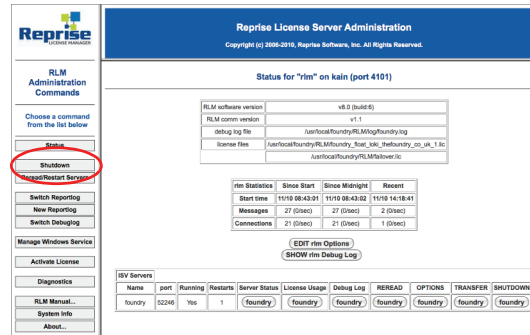 Reprise
LICENSE MANAGER
Reprise License Server Administration
Copyright (c) 2006-2010, Reprise Software, Inc. All Rights Reserved.
RLM
Administration
Commands
Choose a command
from the list below
Status
Shutdown
Reread/Restart Servers
Switch Reportlog
New Reportlog
Switch Debuglog
Manage Windows Service
Activate License
Diagnostics
RLM Manual...
System Info
About...
Status for "rlm" on kain (port 4101)
RLM software version v8.0 (build:6)
RLM comm version v1.1
debug log file /usr/local/foundry/RLM/log/foundry.log
license files /usr/local/foundry/RLM/foundry_float_loki_thefoundry_co_uk_1.lic
/usr/local/foundry/RLM/failover.lic
rlm Statistics Since Start Since Midnight Recent
Start time 11/10 08:43:01 11/10 08:43:02 11/10 14:18:41
Messages 27 (0/sec) 27 (0/sec) 2 (0/sec)
Connections 21 (0/sec) 21 (0/sec) 1 (0/sec)
EDIT rlm Options
SHOW rlm Debug Log
ISV Servers
Name port Running Restarts Server Status License Usage Debug Log REREAD OPTIONS TRANSFER SHUTDOWN
foundry 52246 Yes 1 foundry foundry foundry foundry foundry foundry foundry